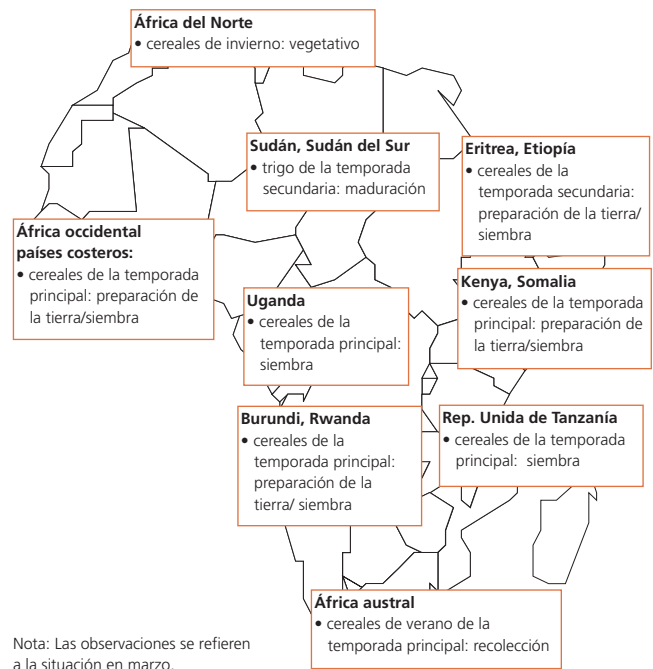 África del Norte
• cereales de invierno: vegetativo
Sudán, Sudán del Sur
• trigo de la temporada
secundaria: maduración
Eritrea, Etiopía
• cereales de la
temporada secundaria:
preparación de la tierra/
siembra
África occidental
países costeros:
• cereales de la temporada
principal: preparación de
la tierra/siembra
Kenya, Somalia
• cereales de la temporada
principal: preparación de
la tierra/siembra
Uganda
• cereales de la
temporada principal:
siembra
Burundi, Rwanda
• cereales de la
temporada principal:
preparación de la
tierra/ siembra
Rep. Unida de Tanzanía
• cereales de la temporada
principal: siembra
África austral
• cereales de verano de la
temporada principal: recolección
Nota: Las observaciones se refieren
a la situación en marzo.